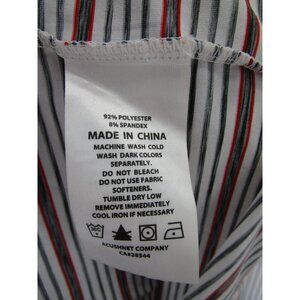 92% POLYESTER
8% SPANDEX
MADE IN CHINA
MACHINE WASH COLD
WASH DARK COLORS
SEPARATELY.
DO NOT BLEACH
DO NOT USE FABRIC
SOFTENERS.
TUMBLE DRY LOW
REMOVE IMMEDIATELY
COOL IRON IF NECESSARY
ACUSHNET COMPANY
CA#28544